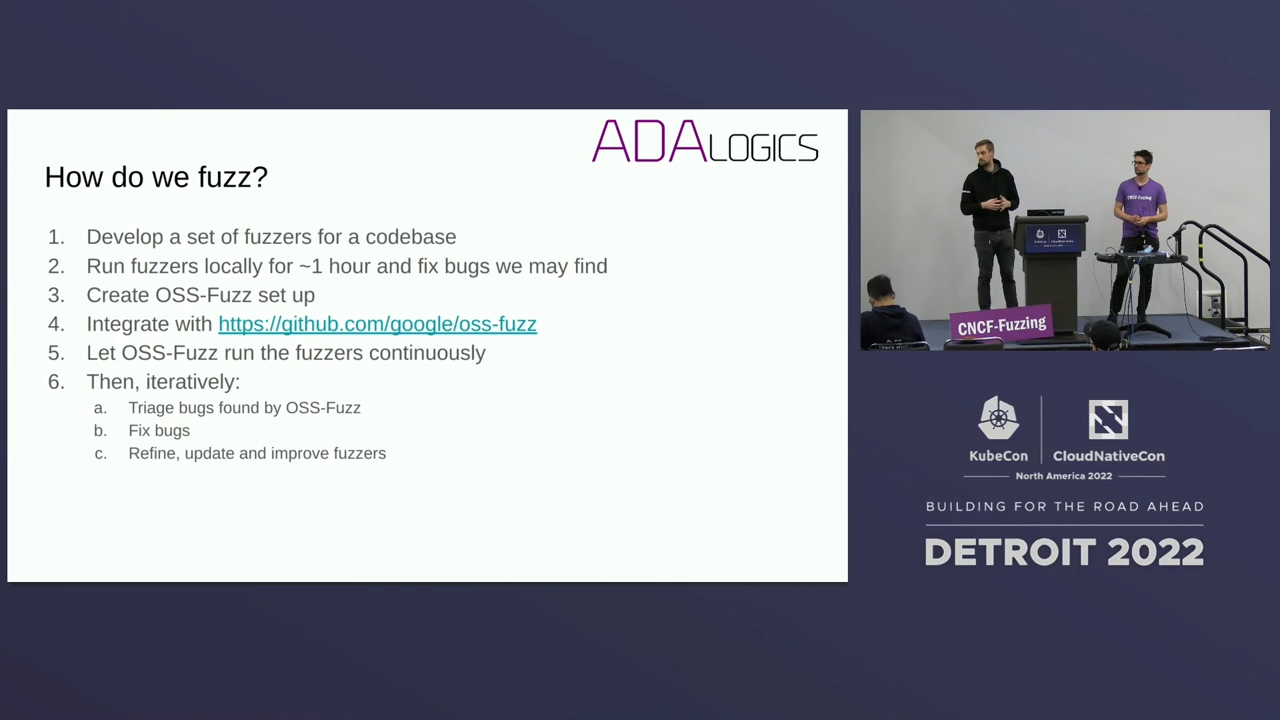 ADALOGICS
How do we fuzz?
1. Develop a set of fuzzers for a codebase
2. Run fuzzers locally for ~1 hour and fix bugs we may find
3. Create OSS-Fuzz set up
4. Integrate with https://github.com/google/oss-fuzz
5. Let OSS-Fuzz run the fuzzers continuously
6. Then, iteratively:
a. Triage bugs found by OSS-Fuzz
b. Fix bugs
c. Refine, update and improve fuzzers
CNCF-Fuzzing
CNCF-Fuzzing
KubeCon CloudNativeCon
North America 2022
BUILDING FOR THE ROAD AHEAD
DETROIT 2022